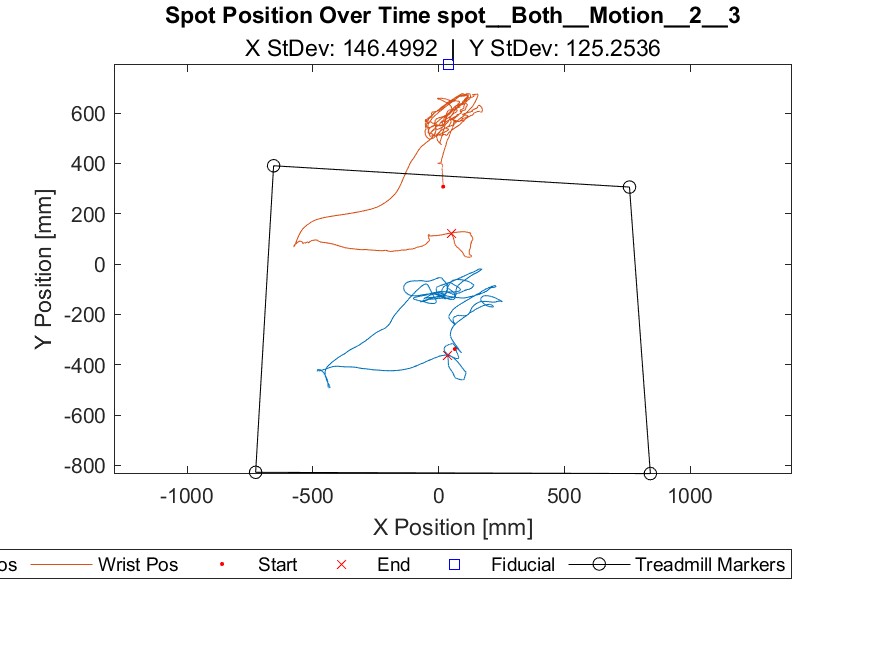 Spot Position Over Time spot__Both__Motion__2__3
X StDev: 146.4992 | Y StDev: 125.2536
600
400
200
0
-200
-400
-600
-800
Y Position [mm]
-1000 -500 0 500 1000
X Position [mm]
os Wrist Pos Start End Fiducial Treadmill Markers